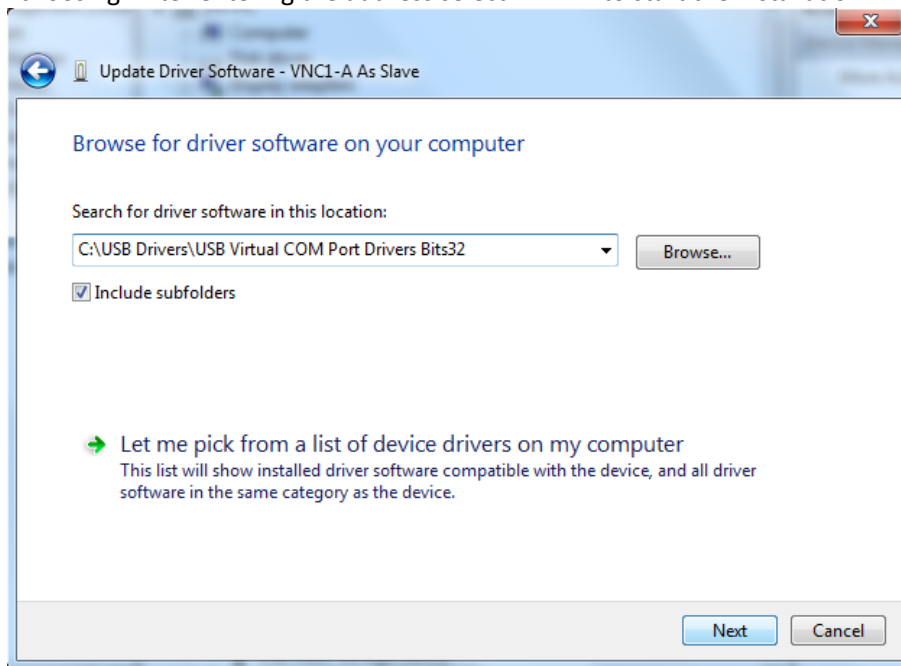 Update Driver Software - VNC1-A As Slave
Browse for driver software on your computer
Search for driver software in this location:
C:\USB Drivers\USB Virtual COM Port Drivers Bits32
Browse...
Include subfolders
Let me pick from a list of device drivers on my computer
This list will show installed driver software compatible with the device, and all driver
software in the same category as the device.
Next
Cancel